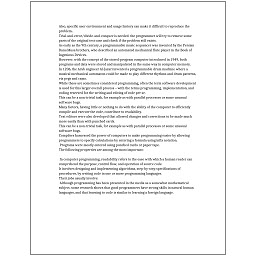 Also, specific user environment and usage history can make it difficult to reproduce the problem.
Trial-and-error/divide-and-conquer is needed: the programmer will try to remove some parts of the original test case and check if the problem still exists.
As early as the 9th century, a programmable music sequencer was invented by the Persian Banu Musa brothers, who described an automated mechanical flute player in the Book of Ingenious Devices.
However, with the concept of the stored-program computer introduced in 1949, both programs and data were stored and manipulated in the same way in computer memory.
In 1206, the Arab engineer Al-Jazari invented a programmable drum machine where a musical mechanical automaton could be made to play different rhythms and drum patterns, via pegs and cams.
While these are sometimes considered programming, often the term software development is used for this larger overall process – with the terms programming, implementation, and coding reserved for the writing and editing of code per se.
This can be a non-trivial task, for example as with parallel processes or some unusual software bugs.
Many factors, having little or nothing to do with the ability of the computer to efficiently compile and execute the code, contribute to readability.
Text editors were also developed that allowed changes and corrections to be made much more easily than with punched cards.
This can be a non-trivial task, for example as with parallel processes or some unusual software bugs.
Compilers harnessed the power of computers to make programming easier by allowing programmers to specify calculations by entering a formula using infix notation.
Programs were mostly entered using punched cards or paper tape.
The following properties are among the most important:
In computer programming, readability refers to the ease with which a human reader can comprehend the purpose, control flow, and operation of source code.
It involves designing and implementing algorithms, step-by-step specifications of procedures, by writing code in one or more programming languages.
Their jobs usually involve:
Although programming has been presented in the media as a somewhat mathematical subject, some research shows that good programmers have strong skills in natural human languages, and that learning to code is similar to learning a foreign language.